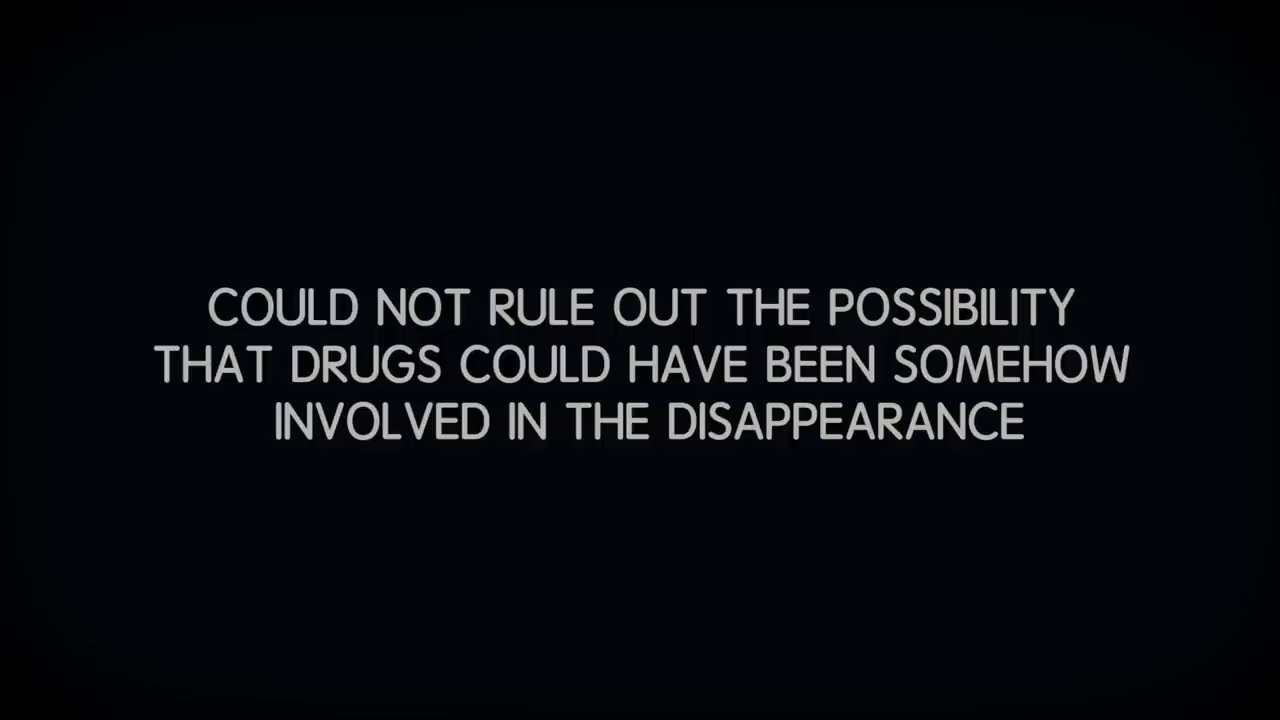 COULD NOT RULE OUT THE POSSIBILITY
THAT DRUGS COULD HAVE BEEN SOMEHOW
INVOLVED IN THE DISAPPEARANCE